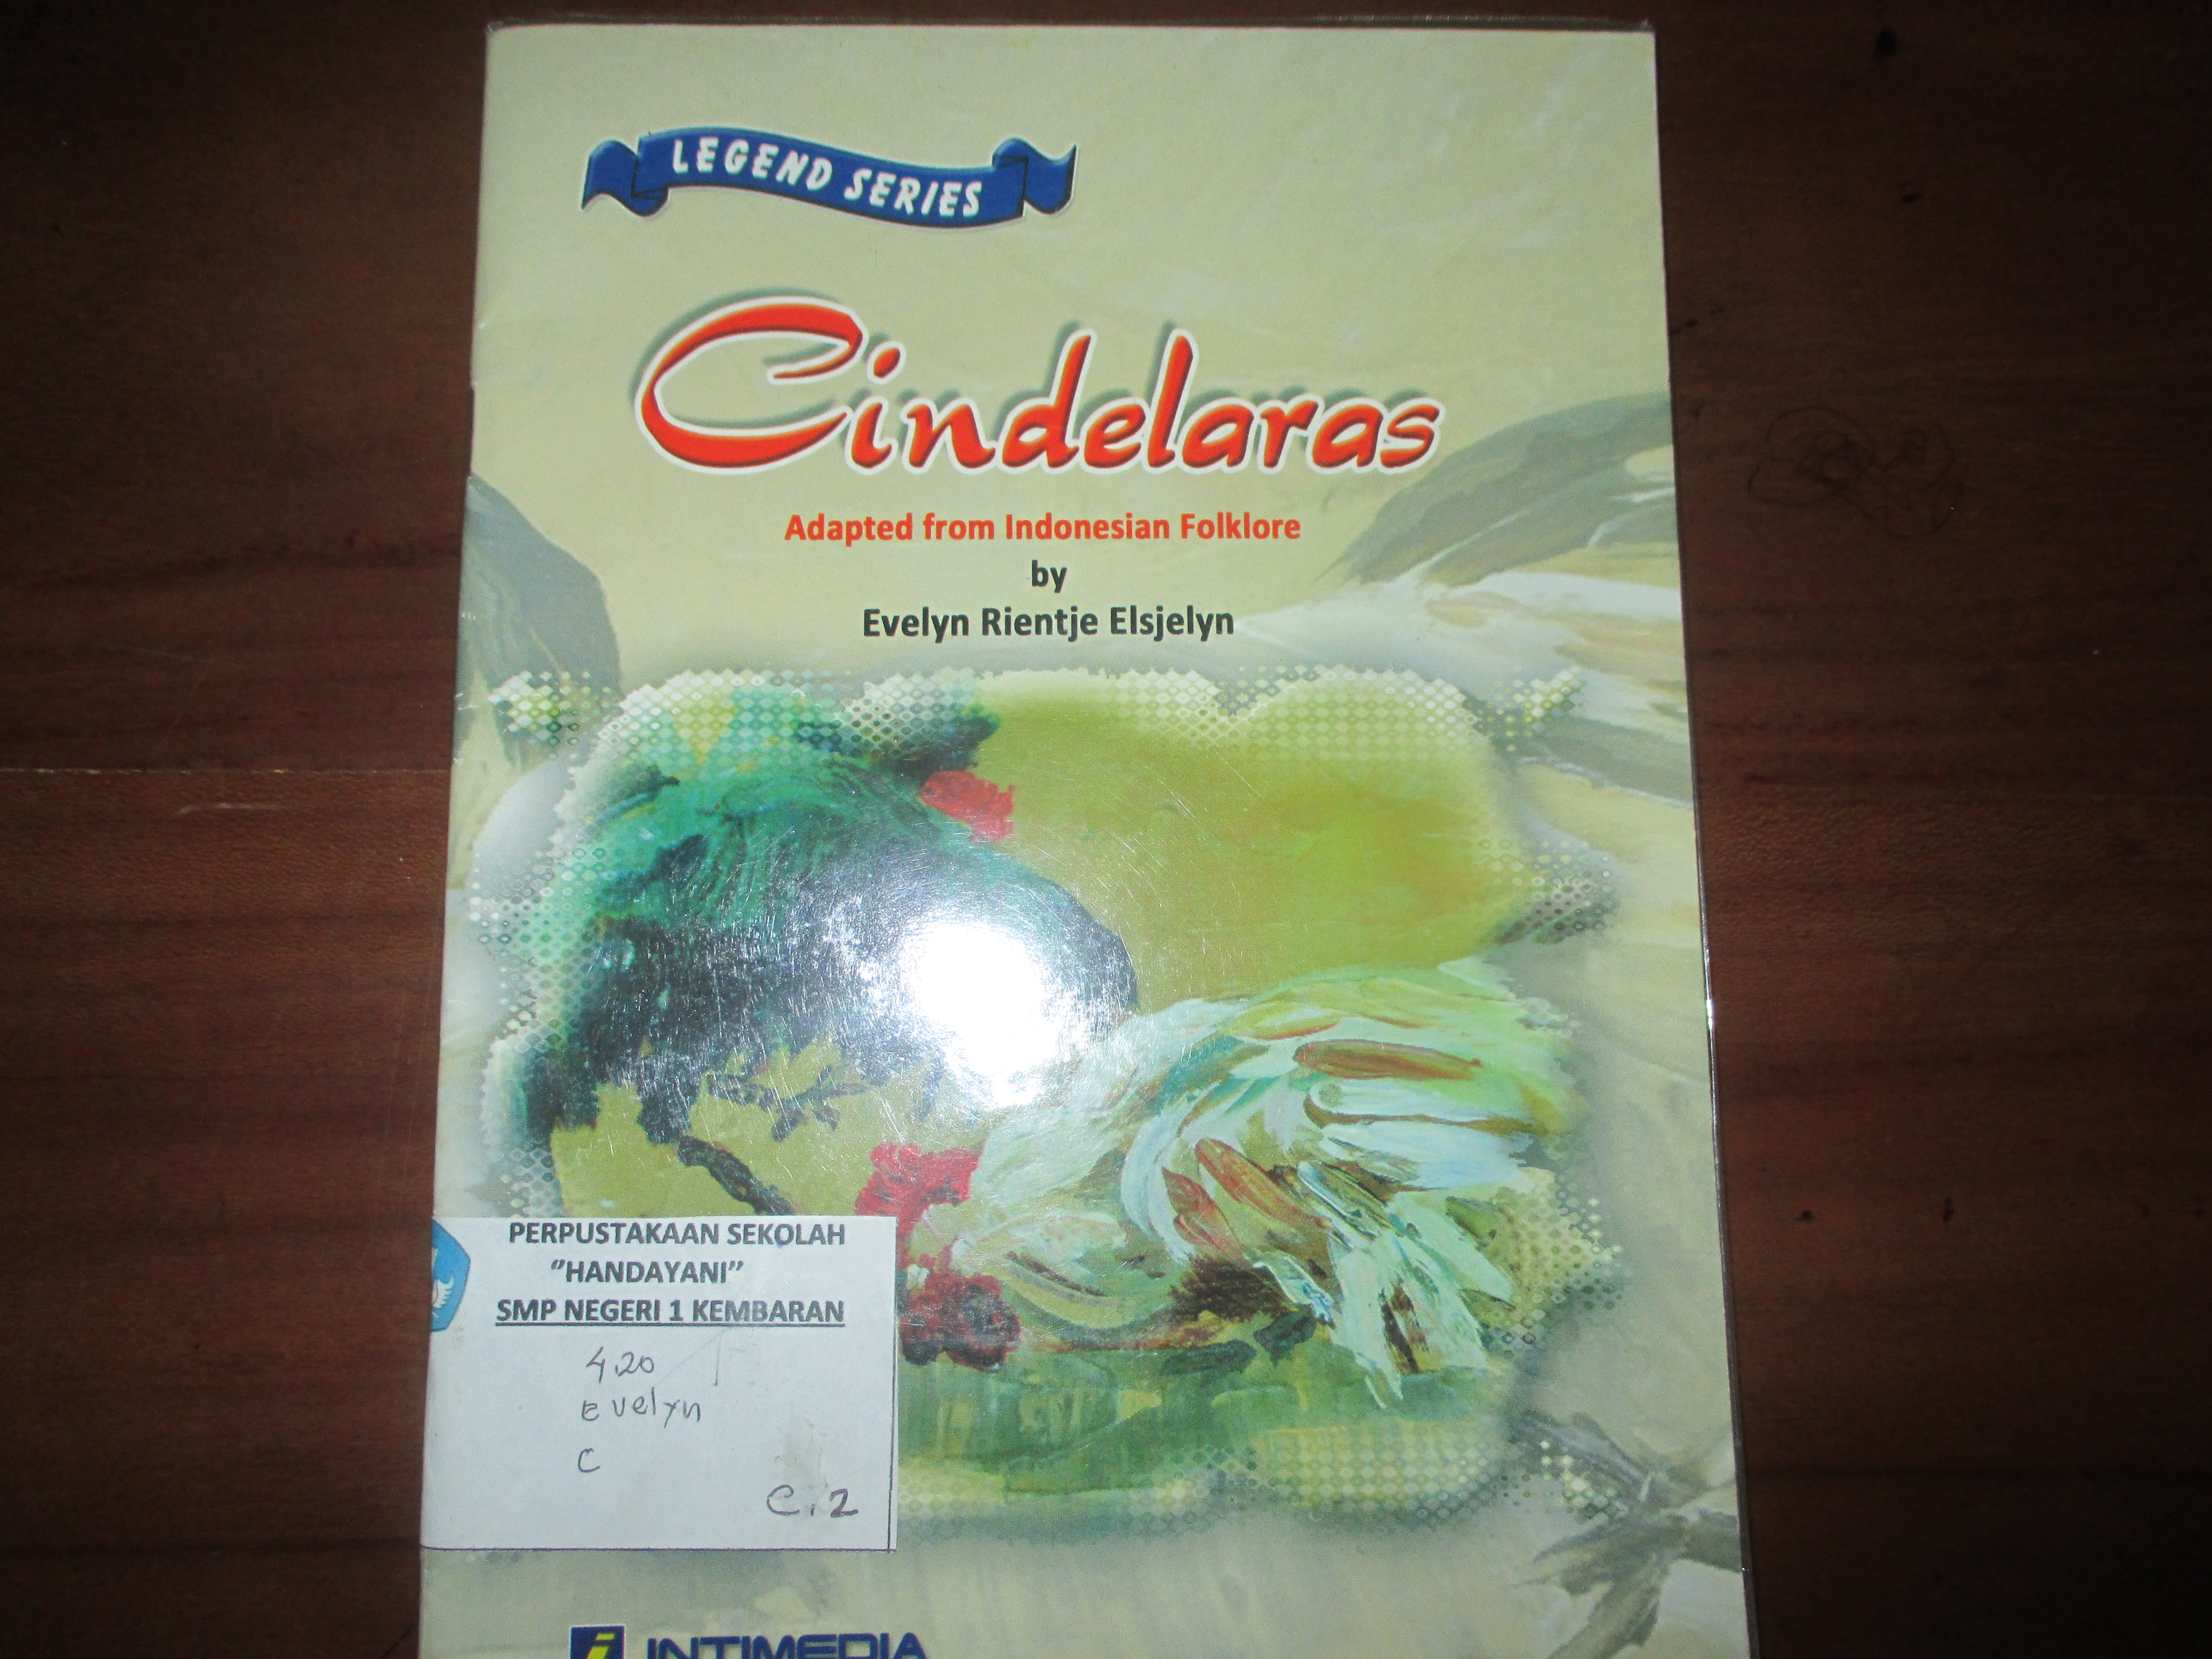 LEGEND SERIES
Cindelaras
Adapted from Indonesian Folklore
by
Evelyn Rientje Elsjelyn
PERPUSTAKAAN SEKOLAH
“HANDAYANI”
SMP NEGERI 1 KEMBARAN
4.20
Evelyn
C
C.2
INTIMEDIA